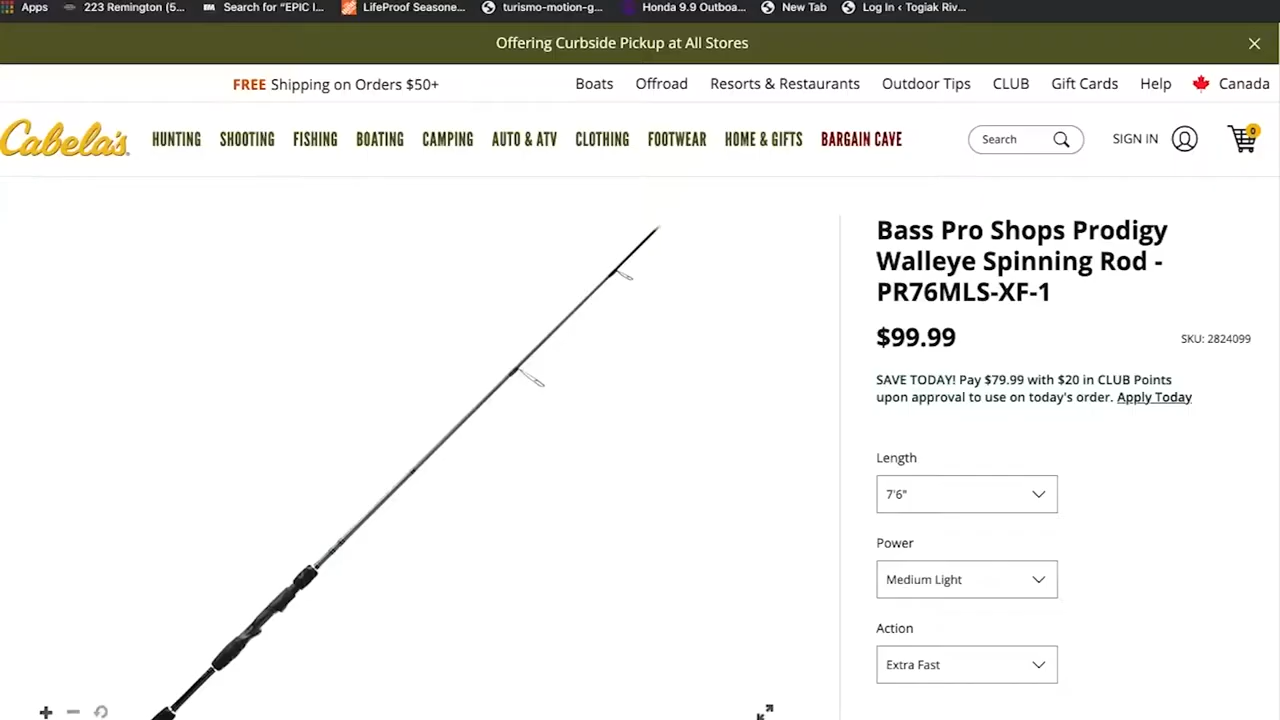 Apps
223 Remington (5...
Search for “EPIC I...
LifeProof Seasone...
turismo-motion-g...
Honda 9.9 Outboa...
New Tab
Log In ‹ Togiak Riv...
Offering Curbside Pickup at All Stores
FREE Shipping on Orders $50+
Boats
Offroad
Resorts & Restaurants
Outdoor Tips
CLUB
Gift Cards
Help
Canada
Cabela's
HUNTING
SHOOTING
FISHING
BOATING
CAMPING
AUTO & ATV
CLOTHING
FOOTWEAR
HOME & GIFTS
BARGAIN CAVE
Search
SIGN IN
0
Bass Pro Shops Prodigy
Walleye Spinning Rod -
PR76MLS-XF-1
$99.99
SKU: 2824099
SAVE TODAY! Pay $79.99 with $20 in CLUB Points
upon approval to use on today's order. Apply Today
Length
7'6"
Power
Medium Light
Action
Extra Fast